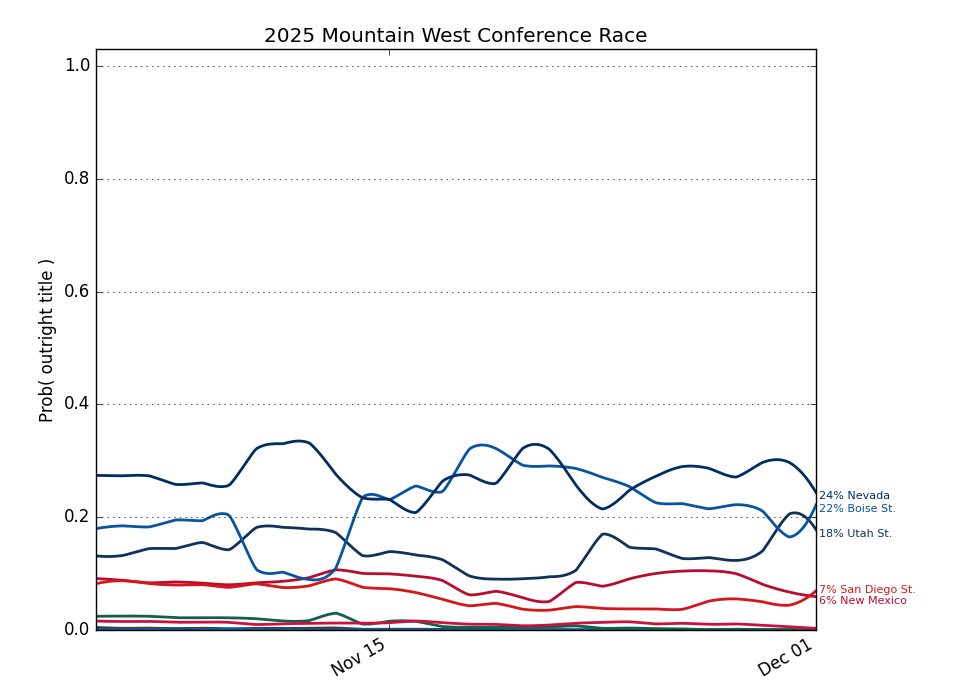 2025 Mountain West Conference Race
Prob( outright title )
1.0
0.8
0.6
0.4
0.2
0.0
24% Nevada
22% Boise St.
18% Utah St.
7% San Diego St.
6% New Mexico
Nov 15
Dec 01